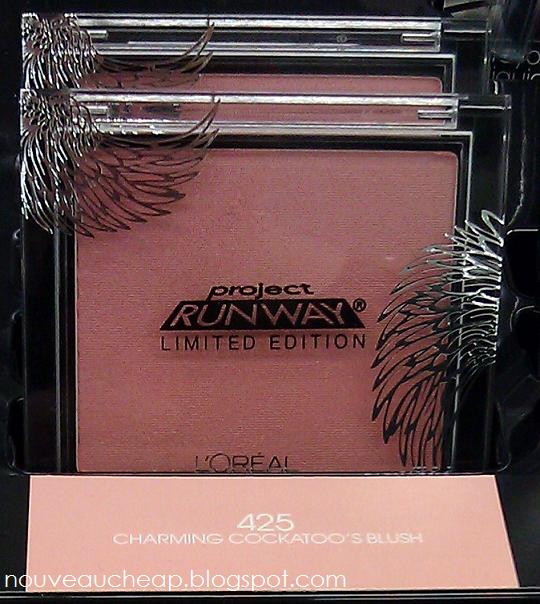 project
RUNWAY®
LIMITED EDITION
L'ORÉAL
425
CHARMING COCKATOO'S BLUSH
nouveaucheap.blogspot.com